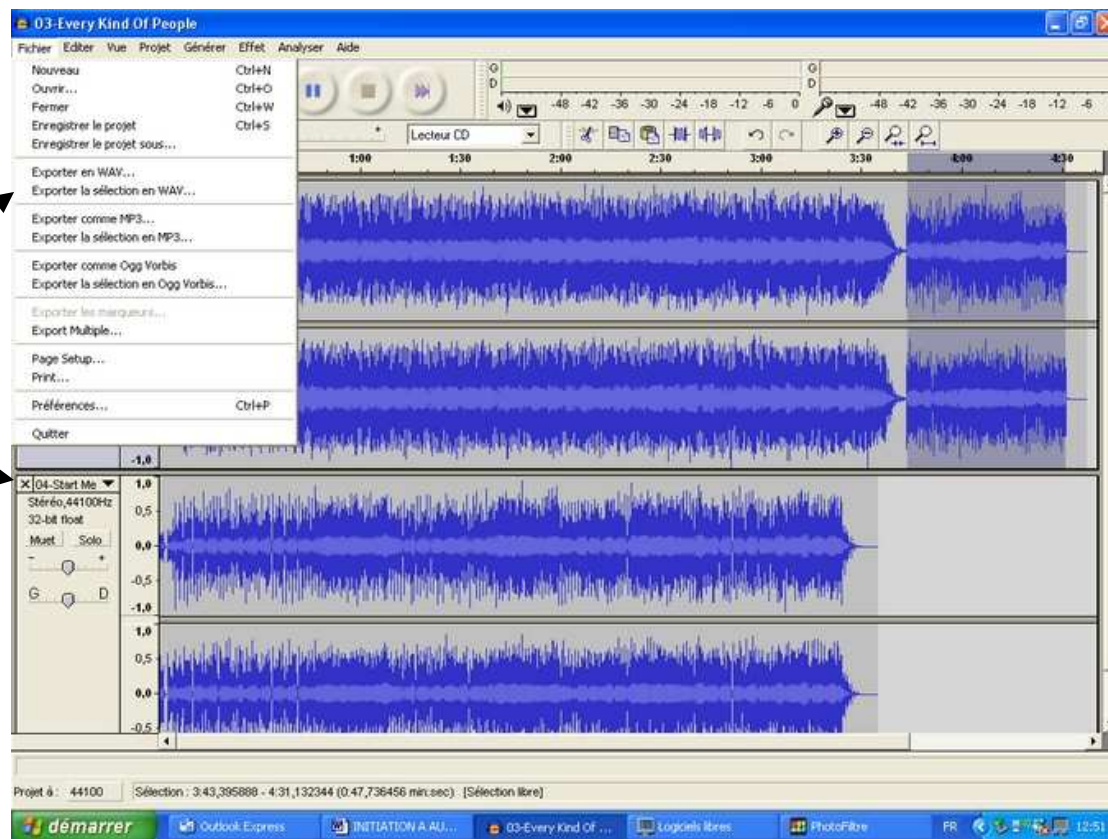 03-Every Kind Of People
Fichier Editer Vue Projet Générer Effet Analyser Aide
Nouveau Ctrl+N
Ouvrir... Ctrl+O
Fermer Ctrl+W
Enregistrer le projet Ctrl+S
Enregistrer le projet sous...
Exporter en WAV...
Exporter la sélection en WAV...
Exporter comme MP3...
Exporter la sélection en MP3...
Exporter comme Ogg Vorbis
Exporter la sélection en Ogg Vorbis...
Exporter les marqueurs...
Export Multiple...
Page Setup...
Print...
Préférences... Ctrl+P
Quitter
G
D
-48 -42 -36 -30 -24 -18 -12 -6 0
G
D
-48 -42 -36 -30 -24 -18 -12 -6
Lecteur CD
1:00 1:30 2:00 2:30 3:00 3:30 4:00 4:30
-1,0
04-Start Me
Stéréo,44100Hz
32-bit float
Muet Solo
- +
G D
1,0
0,5
0,0
-0,5
-1,0
1,0
0,5
0,0
-0,5
Projet à : 44100 Sélection : 3:43,395888 - 4:31,132344 (0:47,736456 min:sec) [Sélection libre]
démarrer Outlook Express INITIATION A AU... 03-Every Kind Of ... Logiciels libres PhotoFiltre FR 12:51